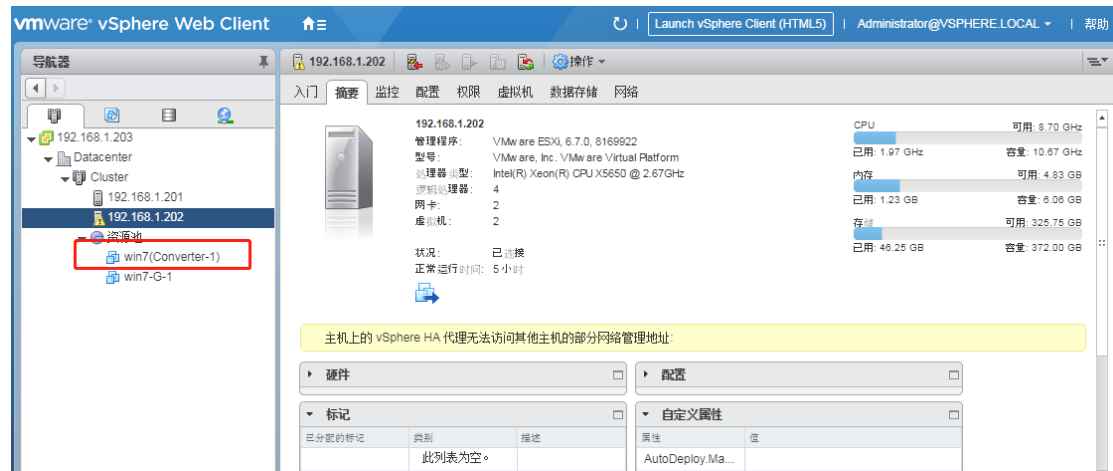 vmware® vSphere Web Client
Launch vSphere Client (HTML5)
Administrator@VSPHERE.LOCAL
帮助
导航器
192.168.1.203
Datacenter
Cluster
192.168.1.201
192.168.1.202
资源池
win7(Converter-1)
win7-G-1
192.168.1.202
操作
入门 摘要 监控 配置 权限 虚拟机 数据存储 网络
192.168.1.202
管理程序: VMware ESXi, 6.7.0, 8169922
型号: VMware, Inc. VMware Virtual Platform
处理器类型: Intel(R) Xeon(R) CPU X5650 @ 2.67GHz
逻辑处理器: 4
网卡: 2
虚拟机: 2
状况: 已连接
正常运行时间: 5小时
CPU 可用: 8.70 GHz
已用: 1.97 GHz 容量: 10.67 GHz
内存 可用: 4.83 GB
已用: 1.23 GB 容量: 6.06 GB
存储 可用: 325.75 GB
已用: 46.25 GB 容量: 372.00 GB
主机上的 vSphere HA 代理无法访问其他主机的部分网络管理地址:
硬件
配置
标记
已分配的标记 类别 描述
此列表为空。
自定义属性
属性 值
AutoDeploy.Ma...